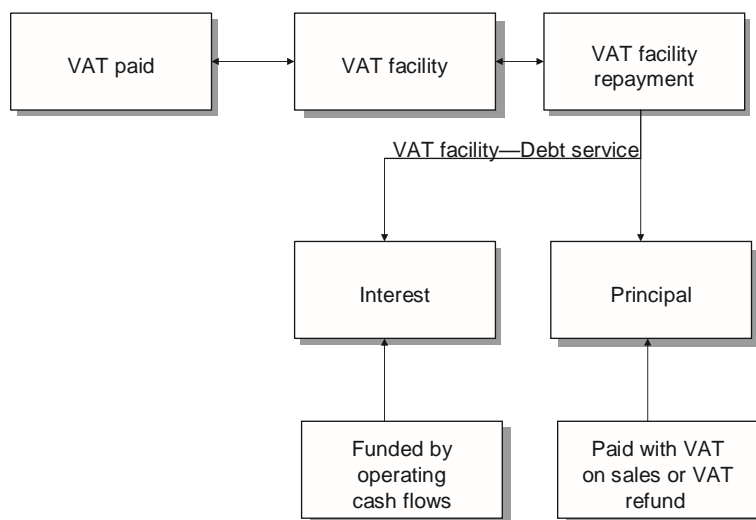 VAT paid
VAT facility
VAT facility
repayment
VAT facility—Debt service
Interest
Principal
Funded by
operating
cash flows
Paid with VAT
on sales or VAT
refund